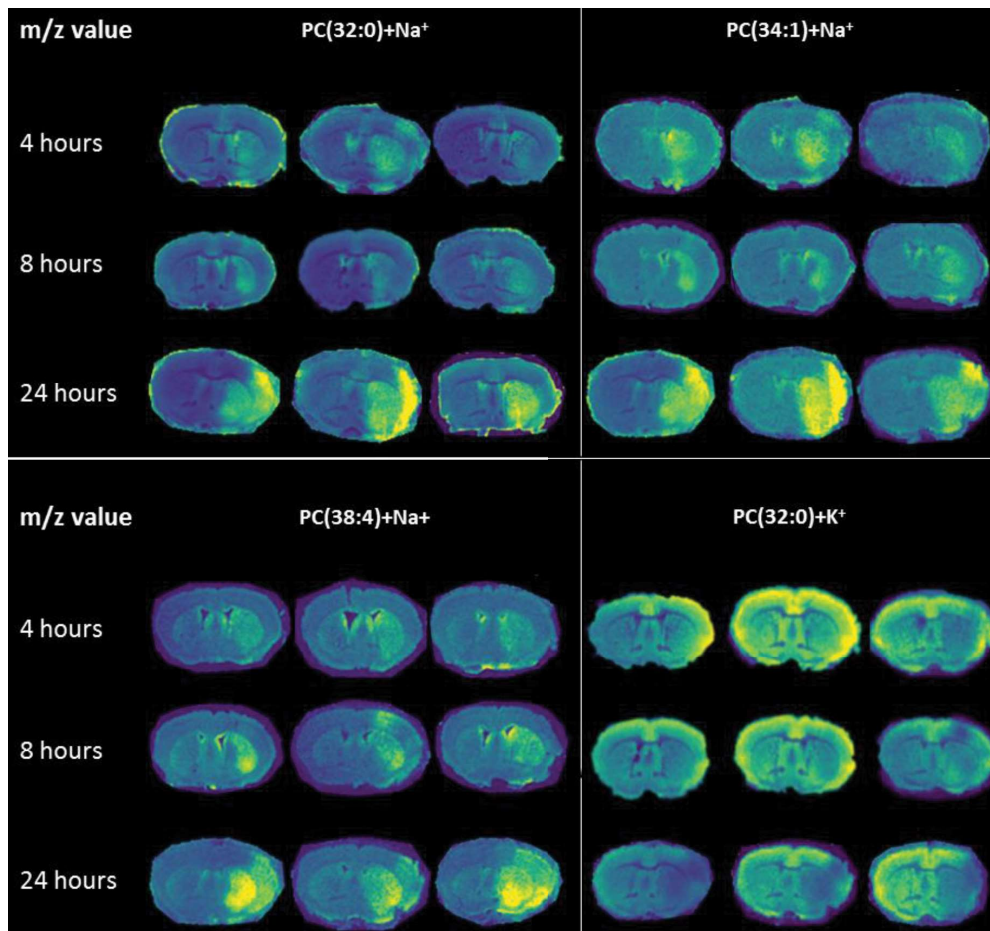 m/z value PC(32:0)+Na⁺ PC(34:1)+Na⁺
4 hours
8 hours
24 hours
m/z value PC(38:4)+Na+ PC(32:0)+K⁺
4 hours
8 hours
24 hours